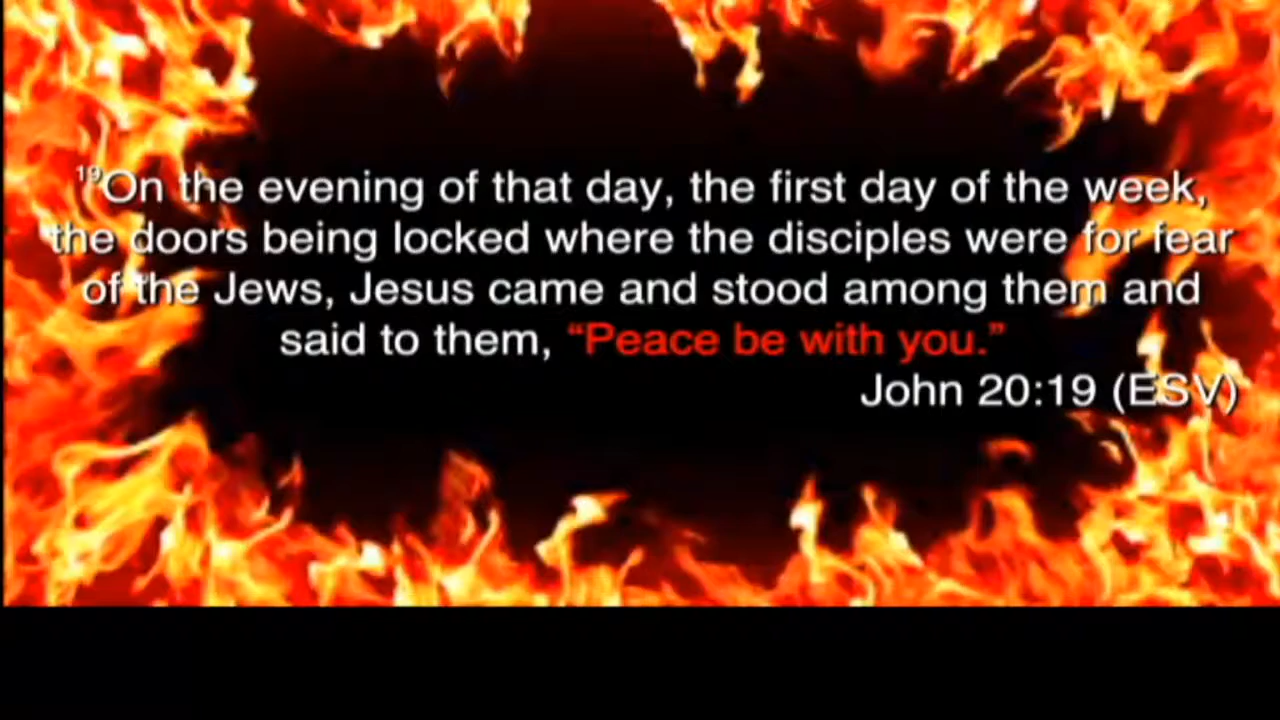 ¹⁹On the evening of that day, the first day of the week,
the doors being locked where the disciples were for fear
of the Jews, Jesus came and stood among them and
said to them, “Peace be with you.”
John 20:19 (ESV)